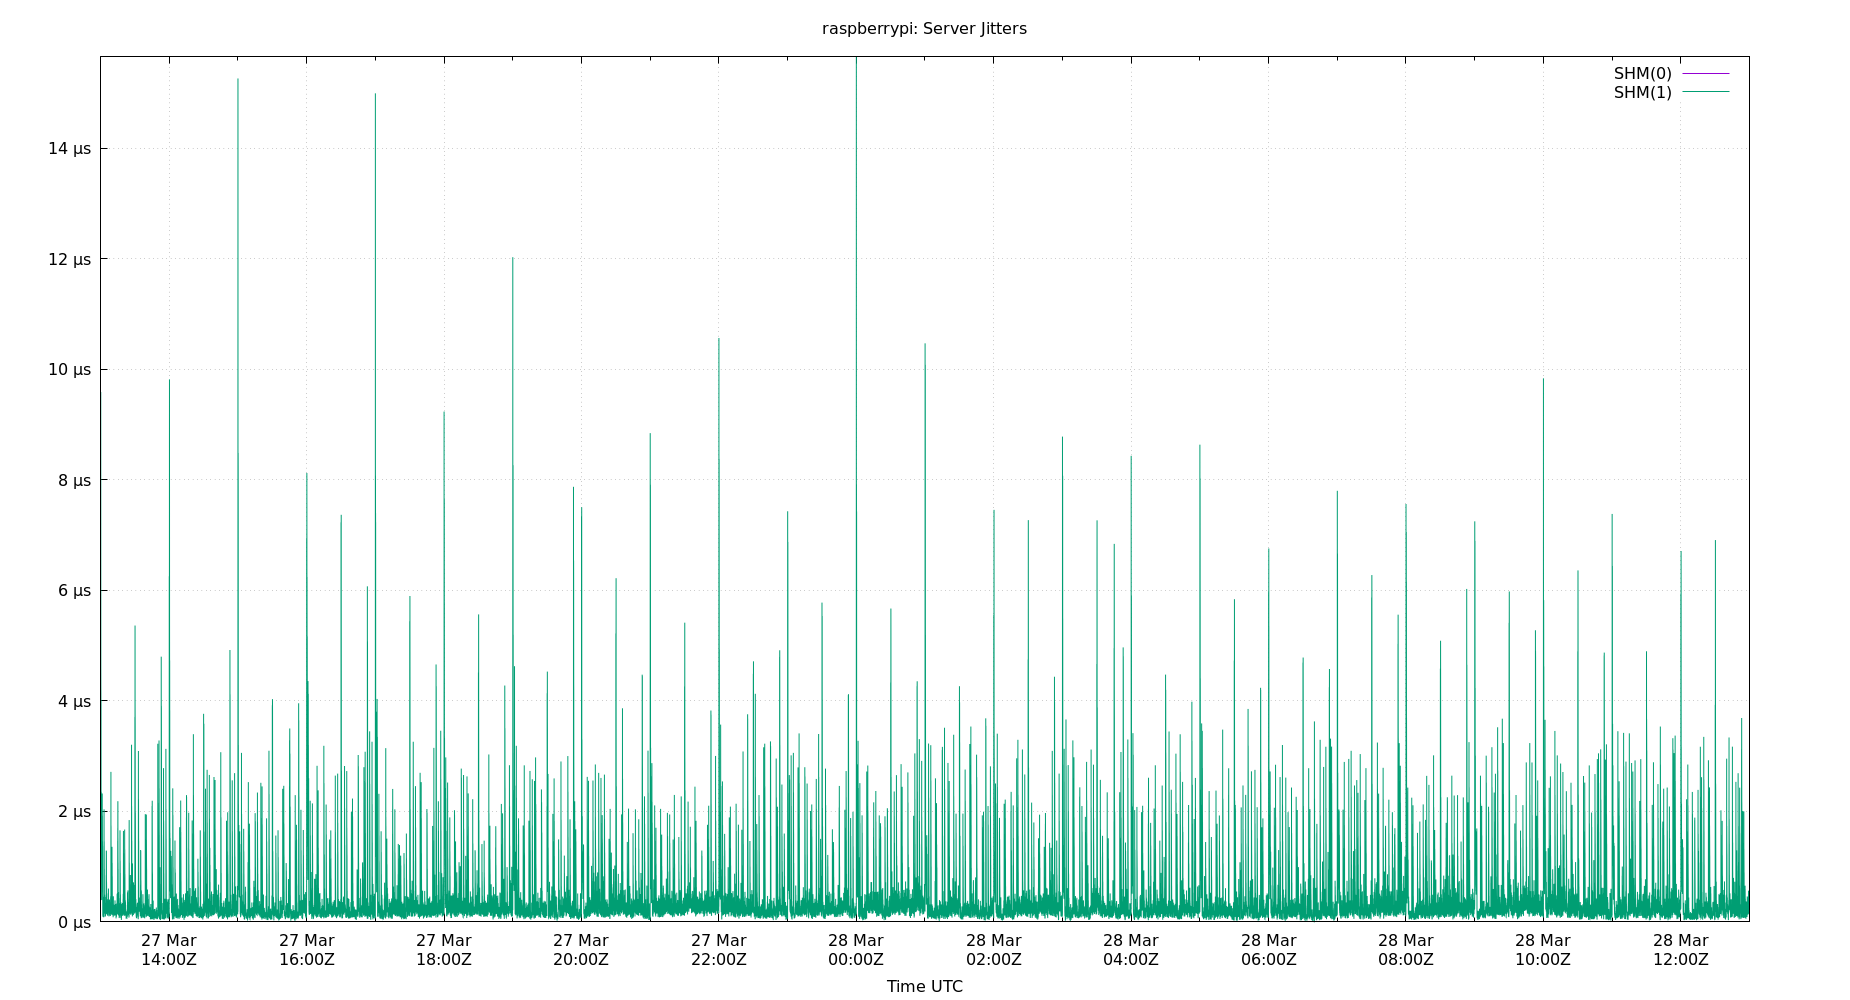 raspberrypi: Server Jitters
SHM(0)
SHM(1)
14 µs
12 µs
10 µs
8 µs
6 µs
4 µs
2 µs
0 µs
27 Mar 27 Mar 27 Mar 27 Mar 27 Mar 28 Mar 28 Mar 28 Mar 28 Mar 28 Mar 28 Mar 28 Mar
14:00Z 16:00Z 18:00Z 20:00Z 22:00Z 00:00Z 02:00Z 04:00Z 06:00Z 08:00Z 10:00Z 12:00Z
Time UTC